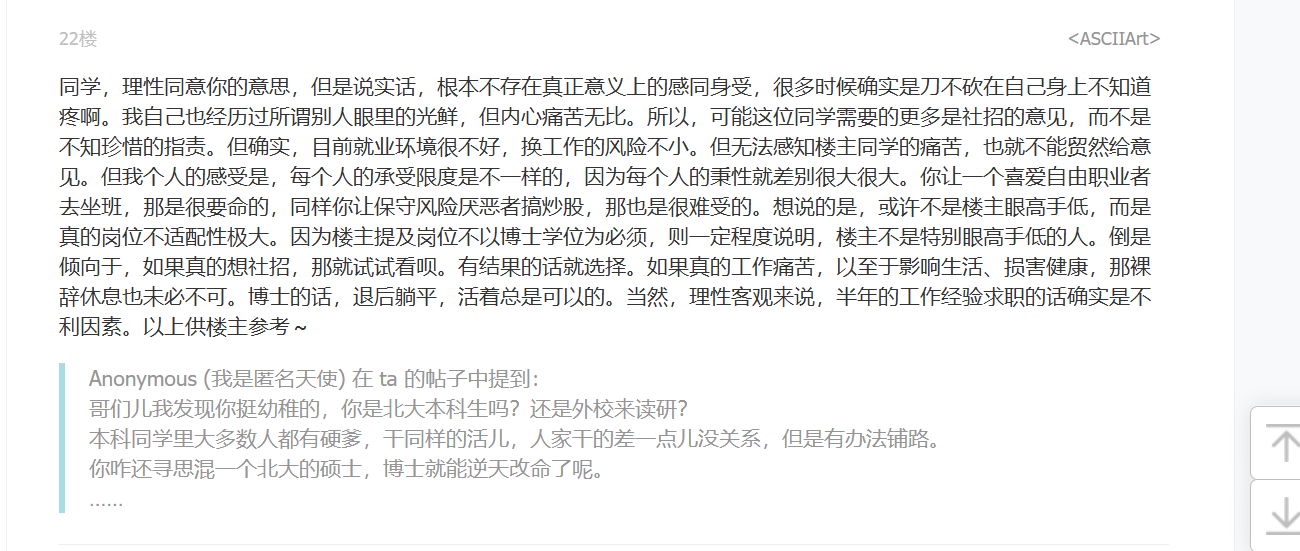 22楼
<ASCIIArt>
同学，理性同意你的意思，但是说实话，根本不存在真正意义上的感同身受，很多时候确实是刀不砍在自己身上不知道
疼啊。我自己也经历过所谓别人眼里的光鲜，但内心痛苦无比。所以，可能这位同学需要的更多是社招的意见，而不是
不知珍惜的指责。但确实，目前就业环境很不好，换工作的风险不小。但无法感知楼主同学的痛苦，也就不能贸然给意
见。但我个人的感受是，每个人的承受限度是不一样的，因为每个人的秉性就差别很大很大。你让一个喜爱自由职业者
去坐班，那是很要命的，同样你让保守风险厌恶者搞炒股，那也是很难受的。想说的是，或许不是楼主眼高手低，而是
真的岗位不适配性极大。因为楼主提及岗位不以博士学位为必须，则一定程度说明，楼主不是特别眼高手低的人。倒是
倾向于，如果真的想社招，那就试试看呗。有结果的话就选择。如果真的工作痛苦，以至于影响生活、损害健康，那裸
辞休息也未必不可。博士的话，退后躺平，活着总是可以的。当然，理性客观来说，半年的工作经验求职的话确实是不
利因素。以上供楼主参考～
Anonymous (我是匿名天使) 在 ta 的帖子中提到：
哥们儿我发现你挺幼稚的，你是北大本科生吗？还是外校来读研？
本科同学里大多数人都有硬爹，干同样的活儿，人家干的差一点儿没关系，但是有办法铺路。
你咋还寻思混一个北大的硕士，博士就能逆天改命了呢。
……